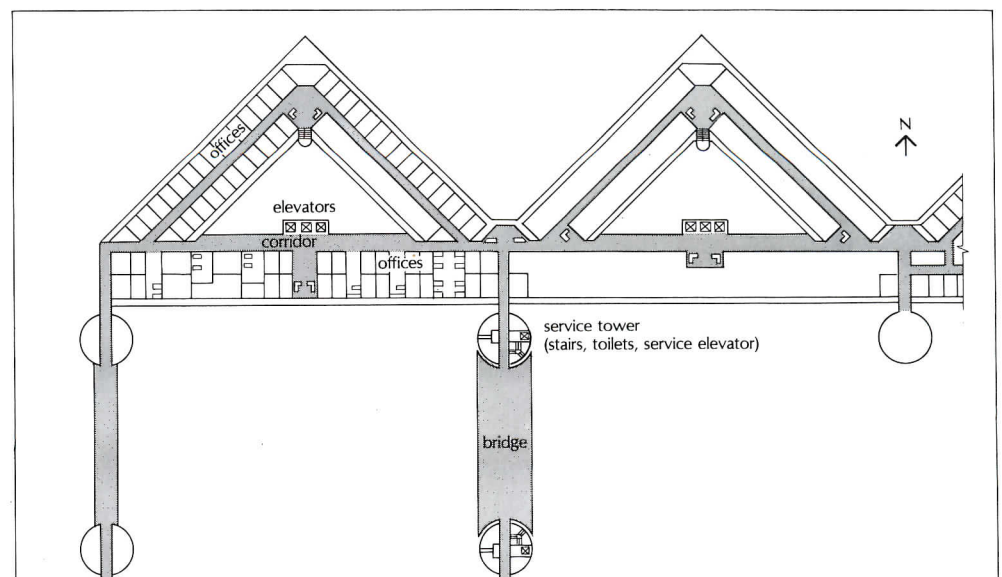 N
offices
elevators
corridor
offices
service tower
(stairs, toilets, service elevator)
bridge